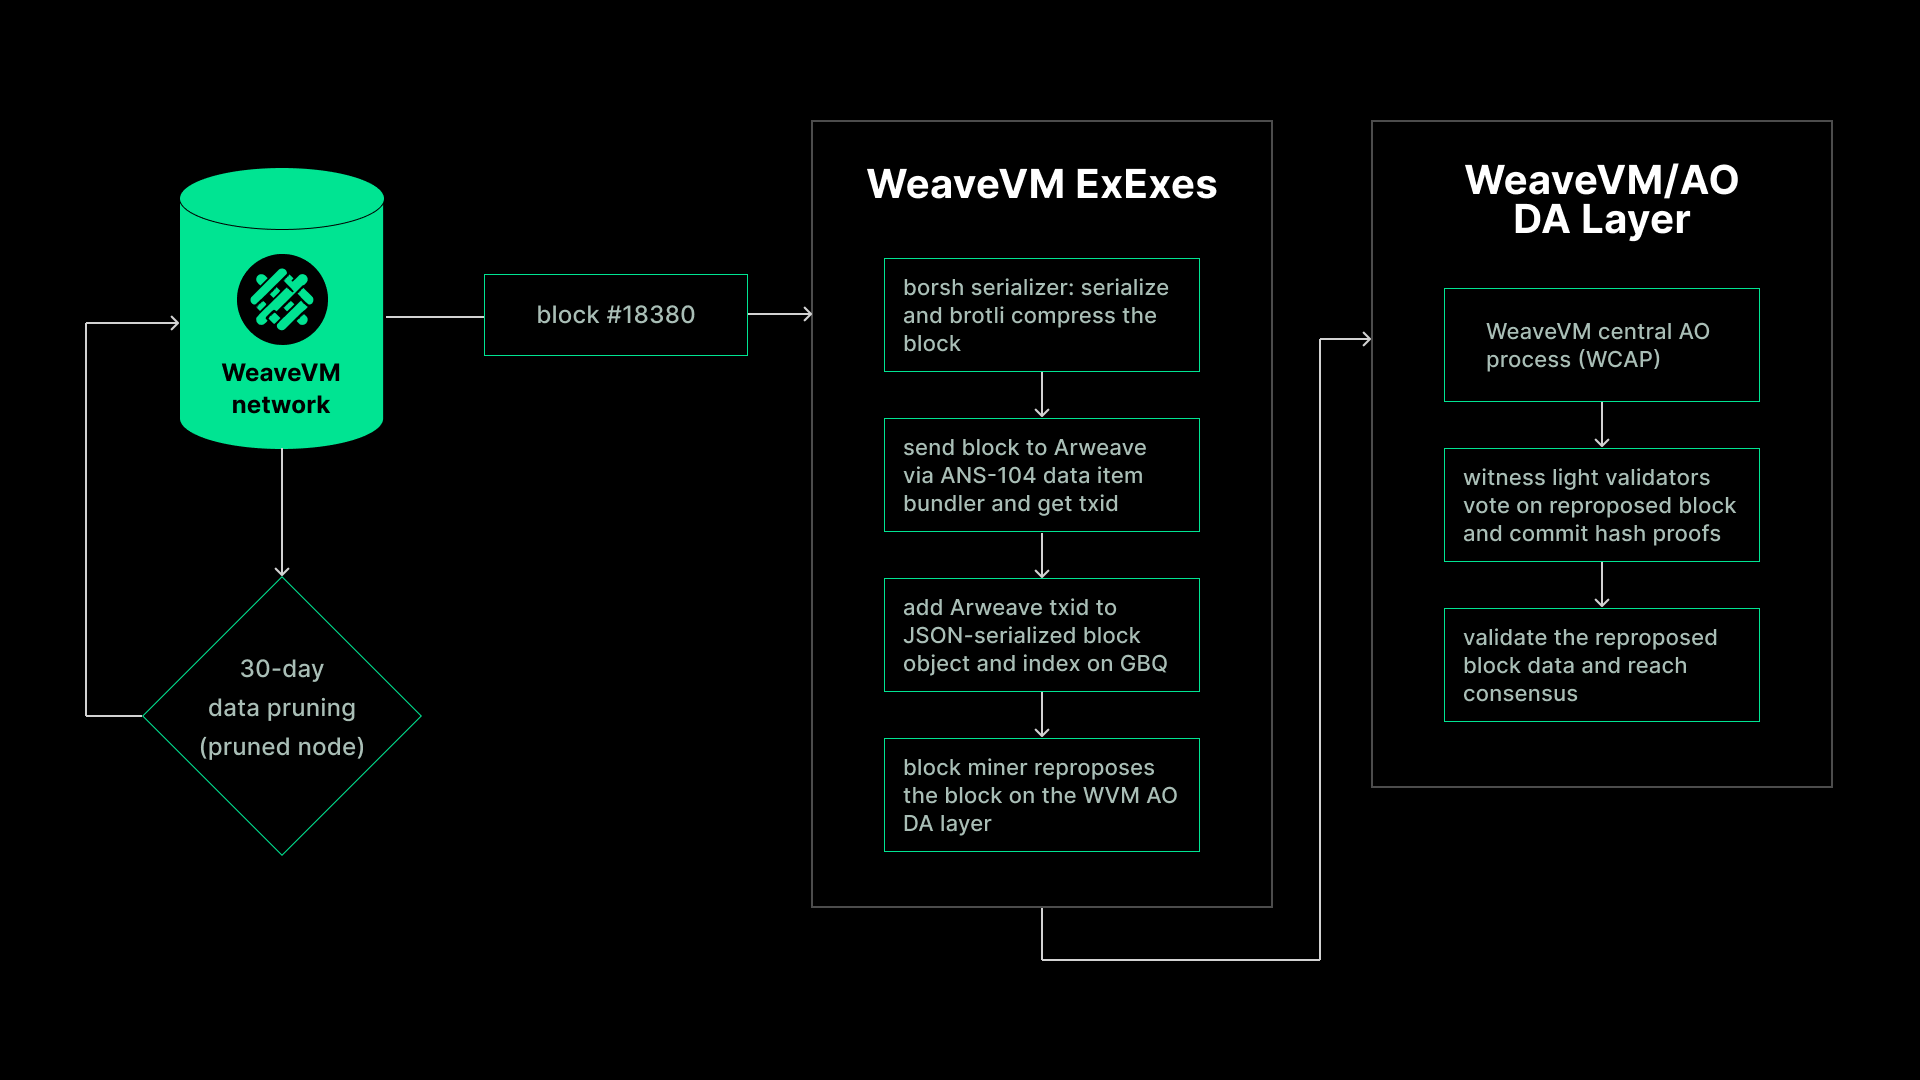 WeaveVM
network
30-day
data pruning
(pruned node)
block #18380
WeaveVM ExExes
borsh serializer: serialize
and brotli compress the
block
send block to Arweave
via ANS-104 data item
bundler and get txid
add Arweave txid to
JSON-serialized block
object and index on GBQ
block miner reproposes
the block on the WVM AO
DA layer
WeaveVM/AO
DA Layer
WeaveVM central AO
process (WCAP)
witness light validators
vote on reproposed block
and commit hash proofs
validate the reproposed
block data and reach
consensus